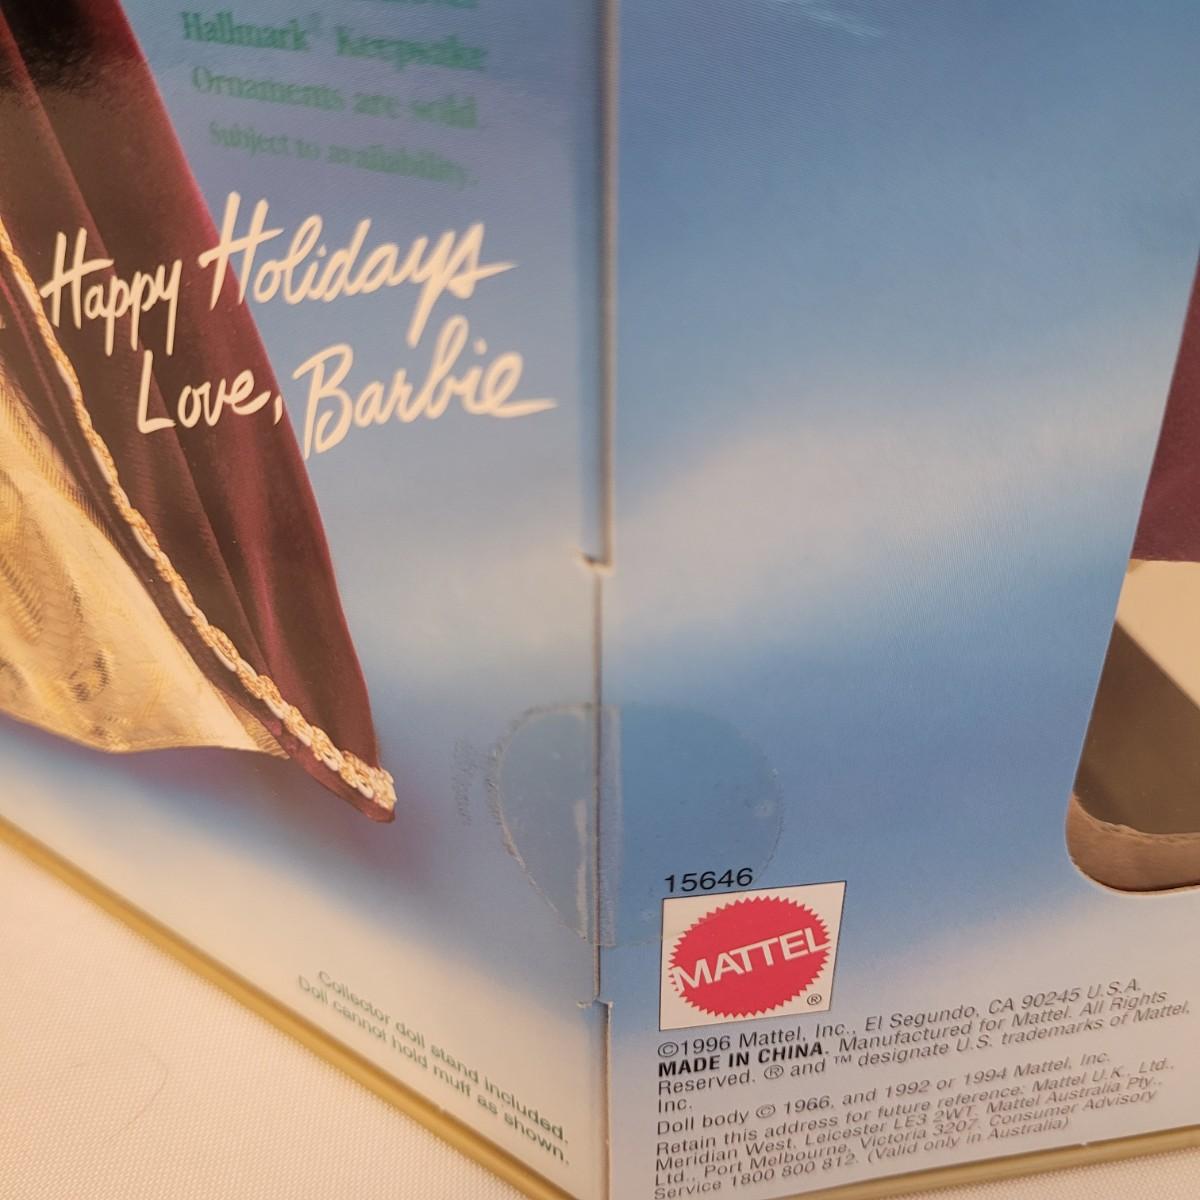 Hallmark® Keepsake
Ornaments are sold.
Subject to availability.
Happy Holidays
Love, Barbie
Collector doll stand included.
Doll cannot hold muff as shown.
15646
MATTEL
®
©1996 Mattel, Inc., El Segundo, CA 90245 U.S.A.
MADE IN CHINA. Manufactured for Mattel. All Rights
Reserved. ® and ™ designate U.S. trademarks of Mattel,
Inc.
Doll body © 1966, and 1992 or 1994 Mattel, Inc.
Retain this address for future reference: Mattel U.K., Ltd.,
Meridian West, Leicester LE3 2WT. Mattel Australia Pty.,
Ltd., Port Melbourne, Victoria 3207. Consumer Advisory
Service 1800 800 812. (Valid only in Australia)